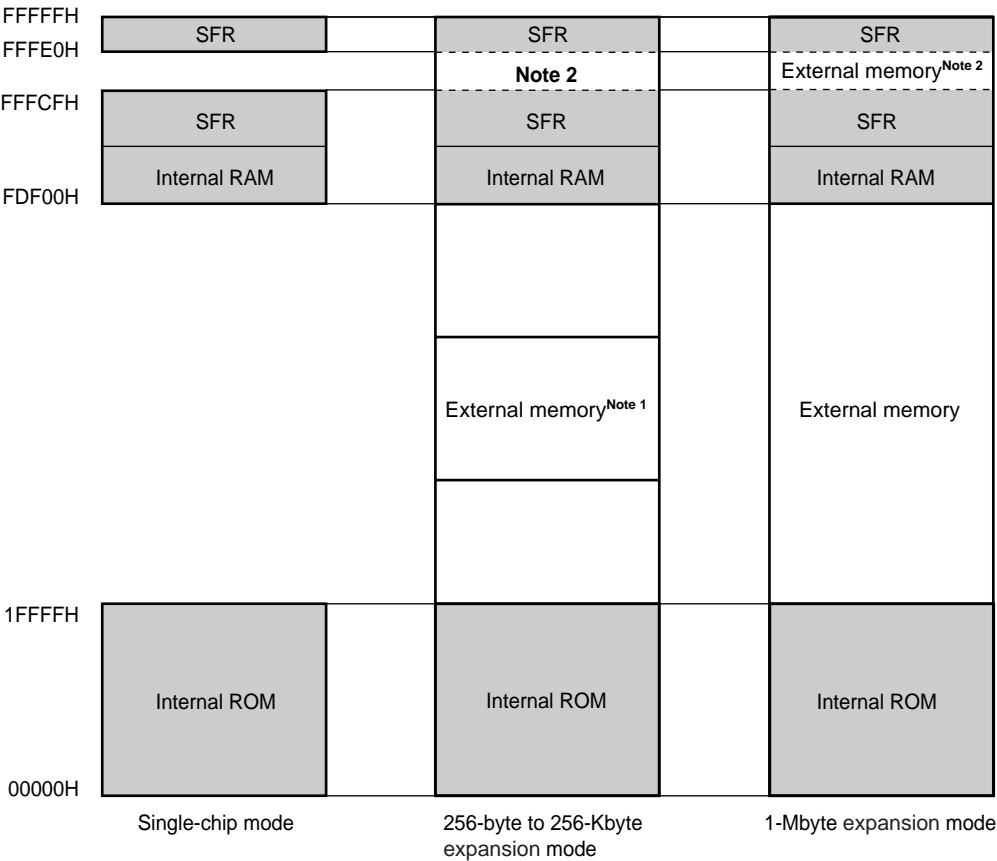 FFFFFH
SFR SFR SFR
FFFE0H
Note 2 External memoryNote 2
FFFCFH
SFR SFR SFR
Internal RAM Internal RAM Internal RAM
FDF00H
External memoryNote 1 External memory
1FFFFH
Internal ROM Internal ROM Internal ROM
00000H
Single-chip mode 256-byte to 256-Kbyte 1-Mbyte expansion mode
expansion mode